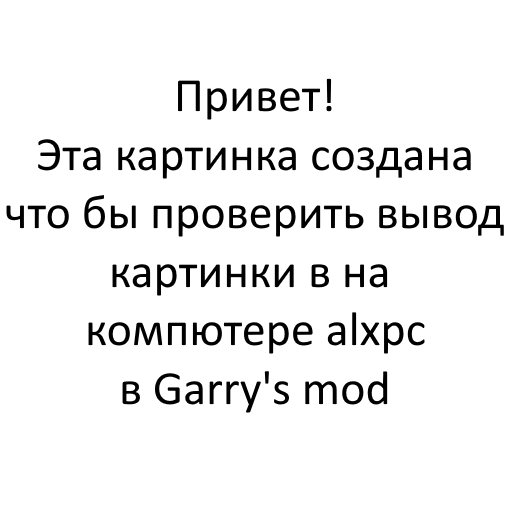 Привет!
Эта картинка создана
что бы проверить вывод
картинки в на
компютере alxpc
в Garry's mod